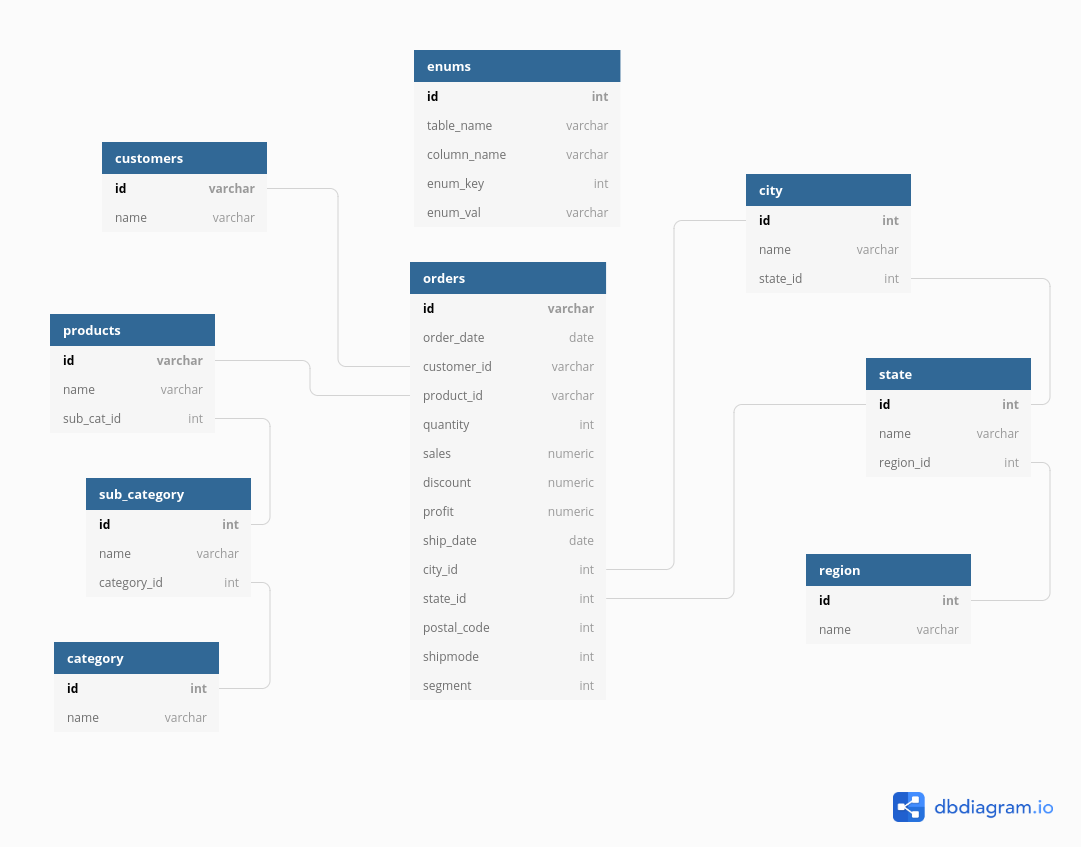 enums
id int
table_name varchar
column_name varchar
enum_key int
enum_val varchar
customers
id varchar
name varchar
city
id int
name varchar
state_id int
orders
id varchar
order_date date
customer_id varchar
product_id varchar
quantity int
sales numeric
discount numeric
profit numeric
ship_date date
city_id int
state_id int
postal_code int
shipmode int
segment int
products
id varchar
name varchar
sub_cat_id int
state
id int
name varchar
region_id int
sub_category
id int
name varchar
category_id int
region
id int
name varchar
category
id int
name varchar
dbdiagram.io